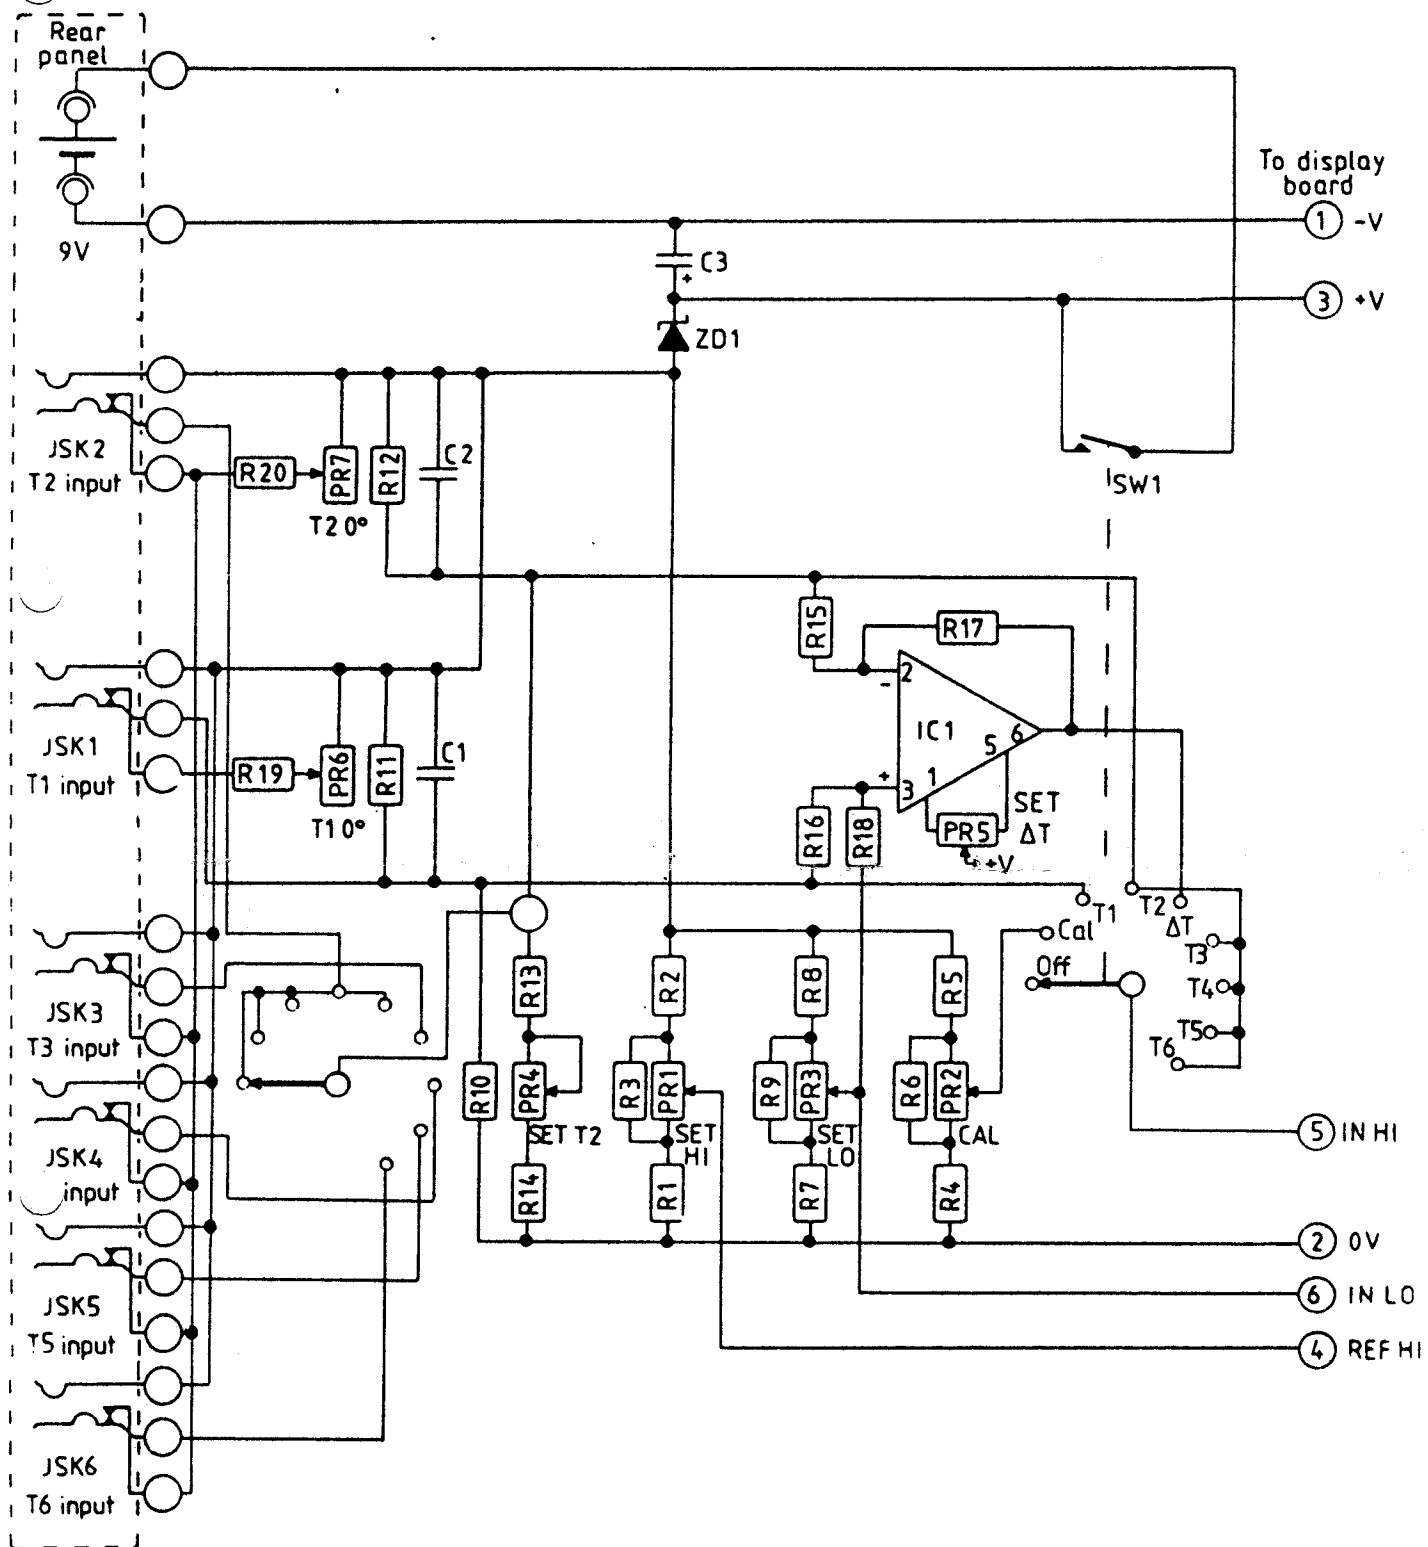 Rear
panel
9V
To display
board
1 -V
C3
+
3 +V
ZD1
JSK2
T2 input
R20
PR7
R12
C2
T2 0°
SW1
R15
R17
2
-
IC1
5 6
+
3 1
JSK1
T1 input
R19
PR6
R11
C1
T1 0°
R16
R18
PR5
SET
ΔT
+V
T1
T2
ΔT
Cal
Off
T3
T4
T5
T6
JSK3
T3 input
R13
R2
R8
R5
R10
PR4
R3
PR1
R9
PR3
R6
PR2
SET T2
SET
HI
SET
LO
CAL
5 IN HI
JSK4
input
R14
R1
R7
R4
2 0V
6 IN LO
4 REF HI
JSK5
T5 input
JSK6
T6 input